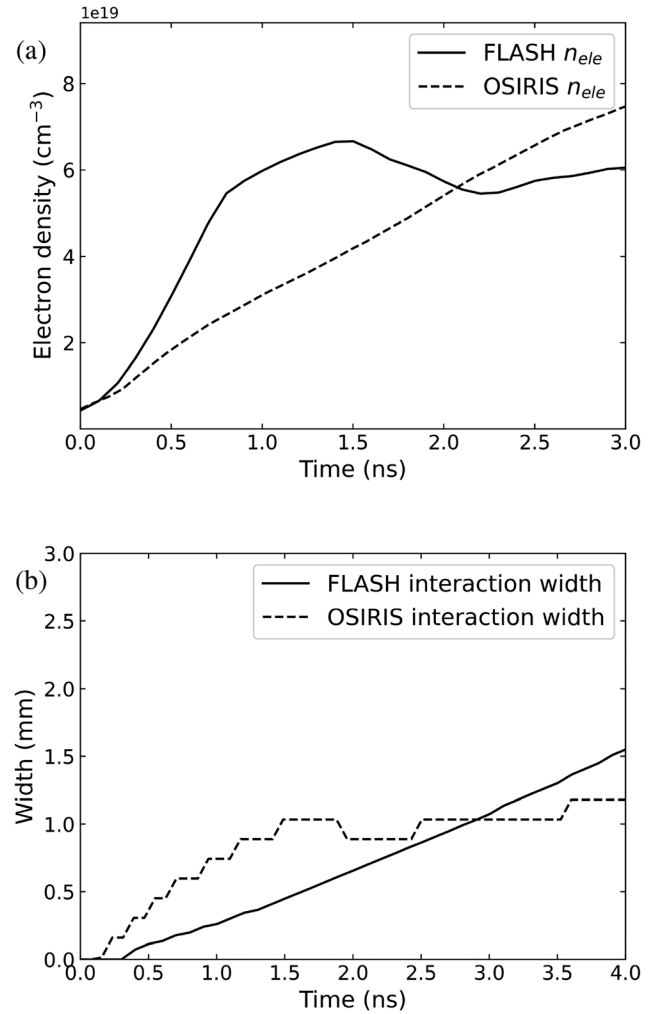 1e19
(a)
FLASH n_ele
OSIRIS n_ele
8
6
4
2
Electron density (cm⁻³)
0.0 0.5 1.0 1.5 2.0 2.5 3.0
Time (ns)
(b)
3.0
FLASH interaction width
OSIRIS interaction width
2.5
2.0
1.5
1.0
0.5
0.0
Width (mm)
0.0 0.5 1.0 1.5 2.0 2.5 3.0 3.5 4.0
Time (ns)